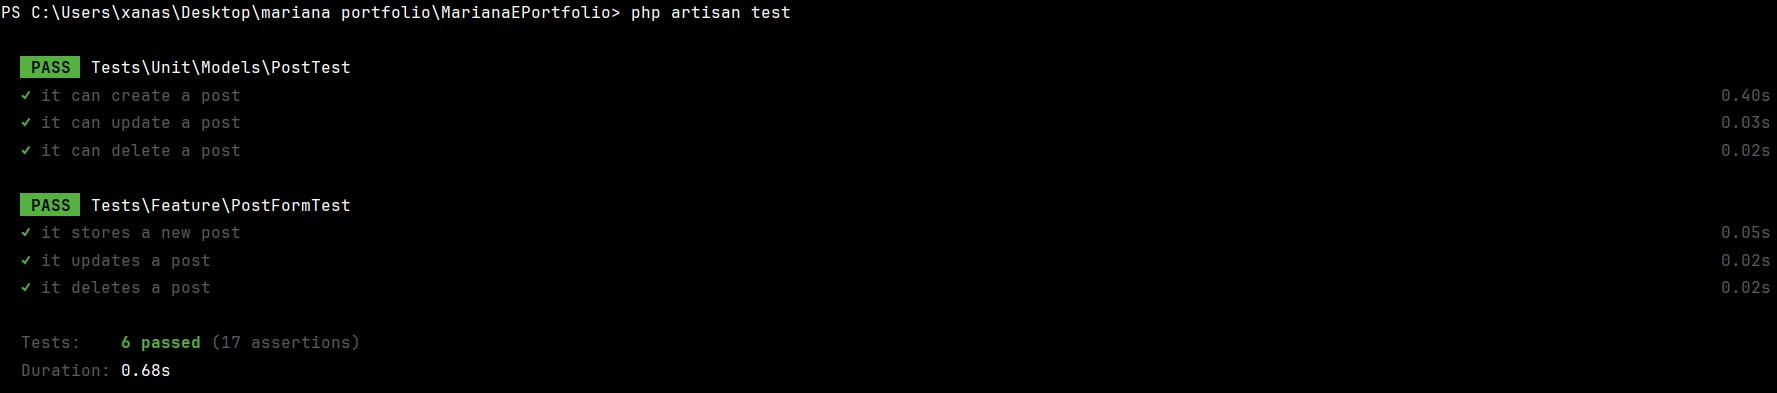 PS C:\Users\xanas\Desktop\mariana portfolio\MarianaEPortfolio> php artisan test
PASS Tests\Unit\Models\PostTest
✓ it can create a post 0.40s
✓ it can update a post 0.03s
✓ it can delete a post 0.02s
PASS Tests\Feature\PostFormTest
✓ it stores a new post 0.05s
✓ it updates a post 0.02s
✓ it deletes a post 0.02s
Tests: 6 passed (17 assertions)
Duration: 0.68s